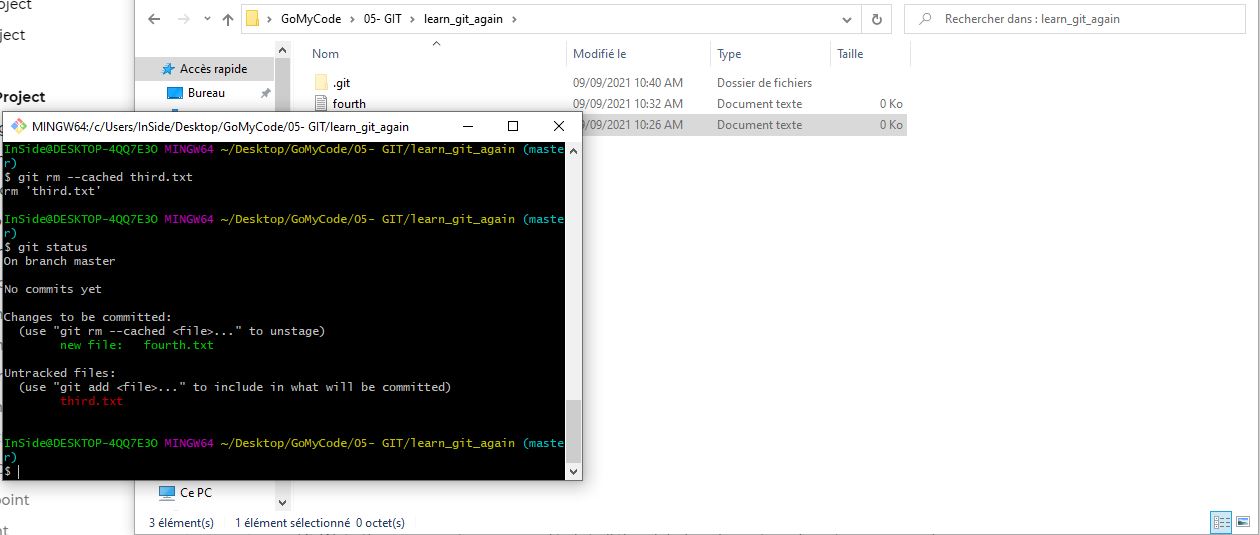 oject
GoMyCode > 05- GIT > learn_git_again >
Rechercher dans : learn_git_again
ject
Nom
Modifié le
Type
Taille
Accès rapide
Bureau
.git 09/09/2021 10:40 AM Dossier de fichiers
Project
fourth 09/09/2021 10:32 AM Document texte 0 Ko
09/09/2021 10:26 AM Document texte 0 Ko
MINGW64:/c/Users/InSide/Desktop/GoMyCode/05- GIT/learn_git_again
InSide@DESKTOP-4QQ7E3O MINGW64 ~/Desktop/GoMyCode/05- GIT/learn_git_again (maste
r)
$ git rm --cached third.txt
rm 'third.txt'
InSide@DESKTOP-4QQ7E3O MINGW64 ~/Desktop/GoMyCode/05- GIT/learn_git_again (maste
r)
$ git status
On branch master
No commits yet
Changes to be committed:
(use "git rm --cached <file>..." to unstage)
new file:   fourth.txt
Untracked files:
(use "git add <file>..." to include in what will be committed)
third.txt
InSide@DESKTOP-4QQ7E3O MINGW64 ~/Desktop/GoMyCode/05- GIT/learn_git_again (maste
r)
$
Ce PC
point
3 élément(s)
1 élément sélectionné 0 octet(s)